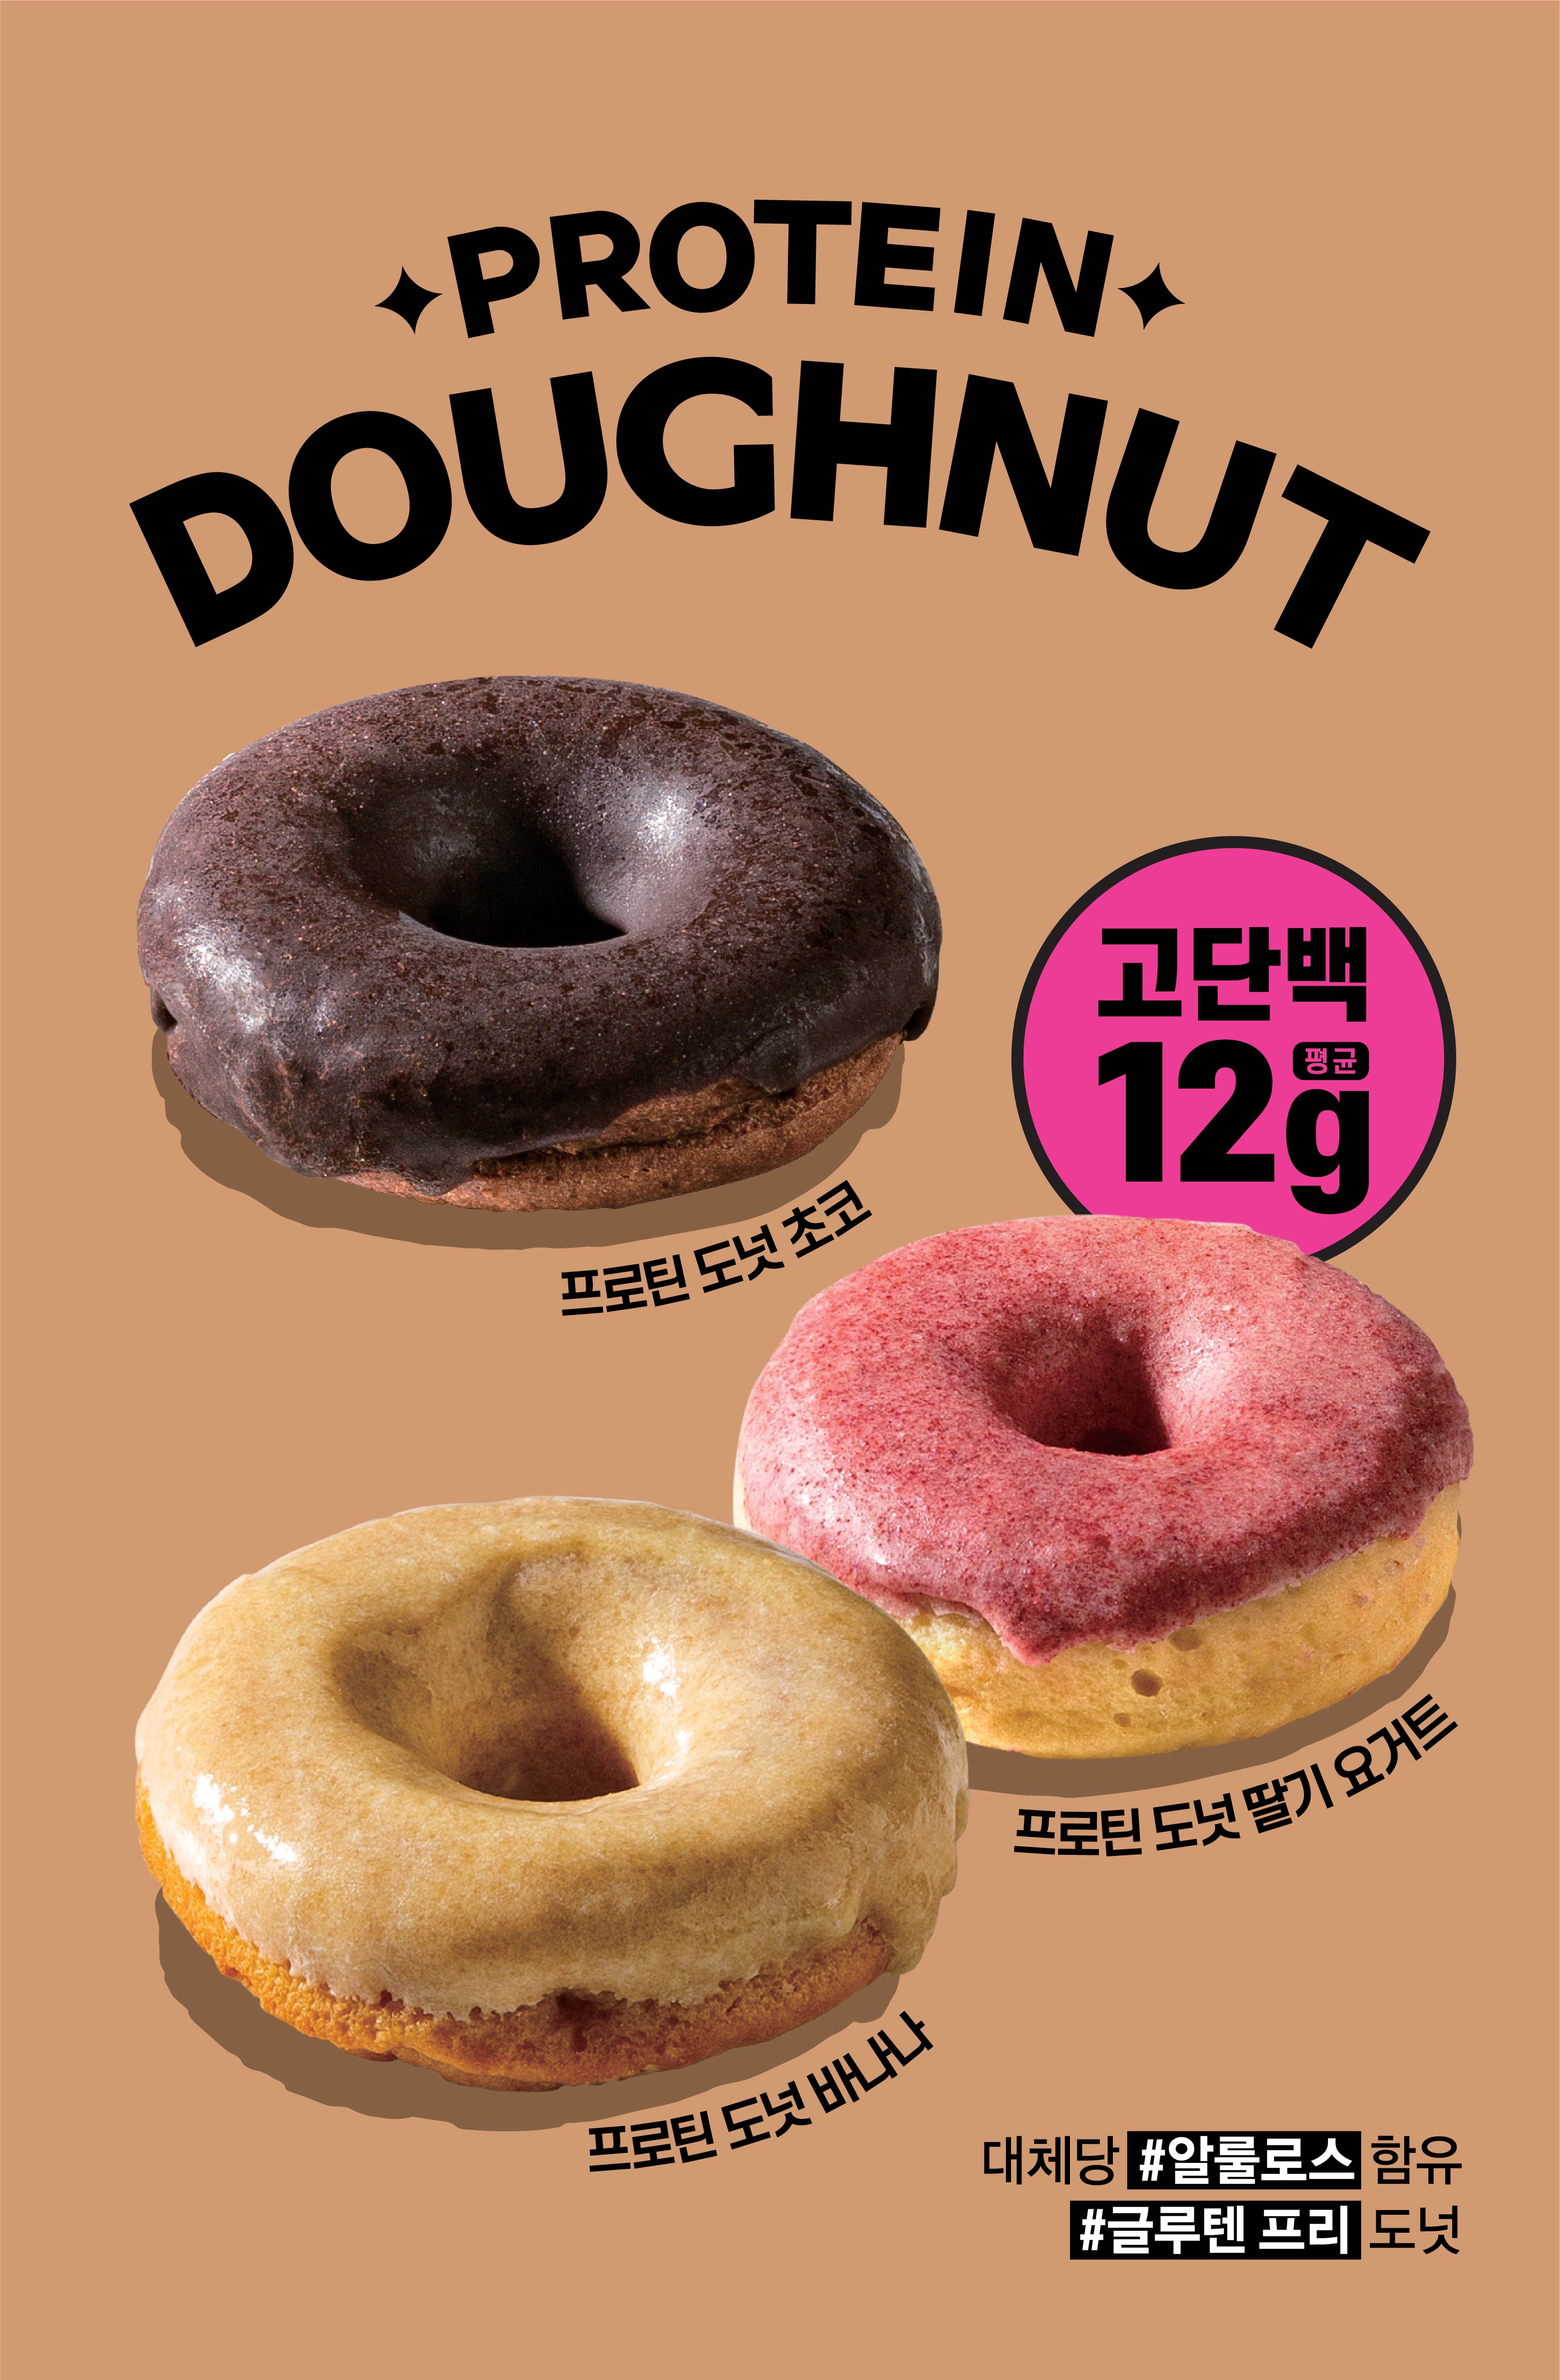 PROTEIN
DOUGHNUT
고단백
평균
12g
프로틴 도넛 초코
프로틴 도넛 딸기 요거트
프로틴 도넛 바나나
대체당 #알룰로스 함유
#글루텐 프리 도넛